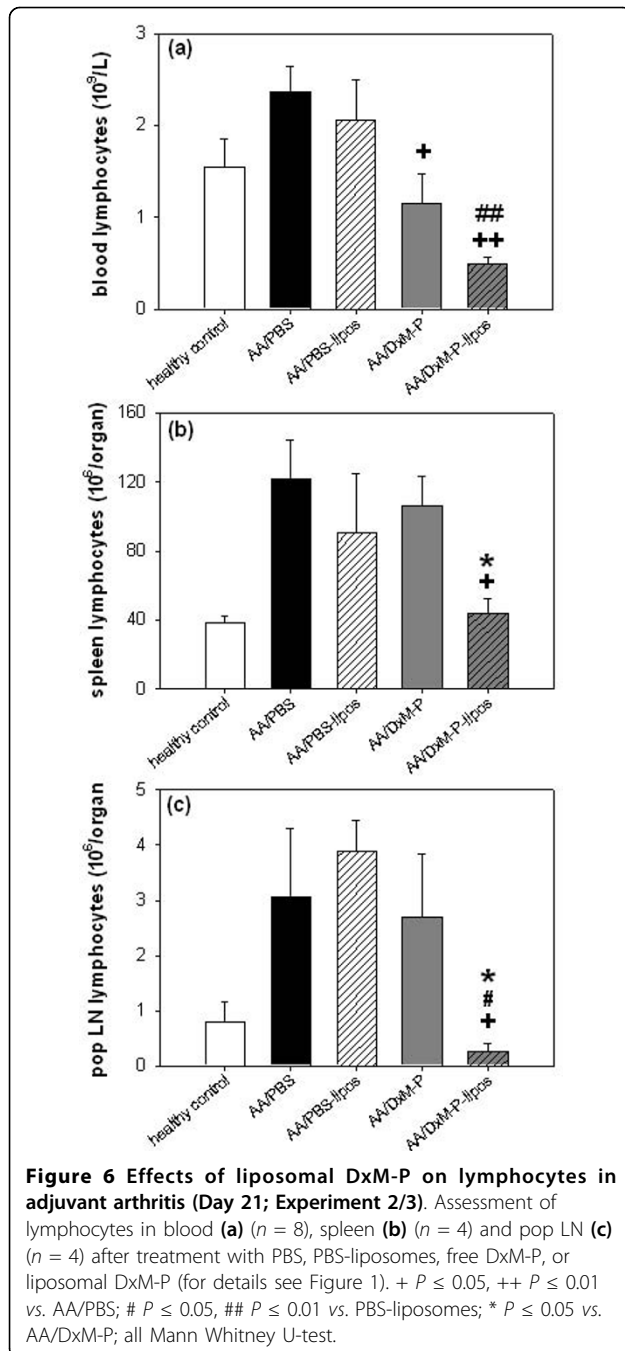 (a)
blood lymphocytes (10⁹/L)
3
2
1
0
healthy control
AA/PBS
AA/PBS-lipos
AA/DxM-P
AA/DxM-P-lipos
+
##
++
(b)
spleen lymphocytes (10⁶/organ)
160
120
80
40
0
healthy control
AA/PBS
AA/PBS-lipos
AA/DxM-P
AA/DxM-P-lipos
*
+
(c)
pop LN lymphocytes (10⁶/organ)
5
4
3
2
1
0
healthy control
AA/PBS
AA/PBS-lipos
AA/DxM-P
AA/DxM-P-lipos
*
#
+
Figure 6 Effects of liposomal DxM-P on lymphocytes in
adjuvant arthritis (Day 21; Experiment 2/3). Assessment of
lymphocytes in blood (a) (n = 8), spleen (b) (n = 4) and pop LN (c)
(n = 4) after treatment with PBS, PBS-liposomes, free DxM-P, or
liposomal DxM-P (for details see Figure 1). + P ≤ 0.05, ++ P ≤ 0.01
vs. AA/PBS; # P ≤ 0.05, ## P ≤ 0.01 vs. PBS-liposomes; * P ≤ 0.05 vs.
AA/DxM-P; all Mann Whitney U-test.